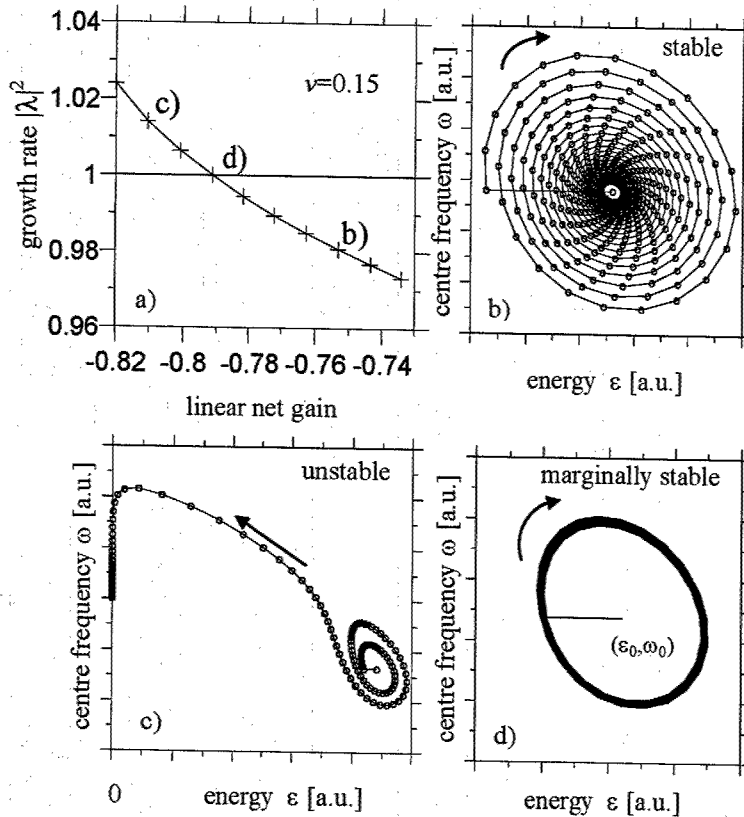 1.04
1.02
1
0.98
0.96
growth rate |λ|²
ν=0.15
c)
d)
b)
a)
-0.82 -0.8 -0.78 -0.76 -0.74
linear net gain
centre frequency ω [a.u.]
stable
b)
energy ε [a.u.]
centre frequency ω [a.u.]
unstable
c)
0
energy ε [a.u.]
centre frequency ω [a.u.]
marginally stable
(ε₀,ω₀)
d)
energy ε [a.u.]